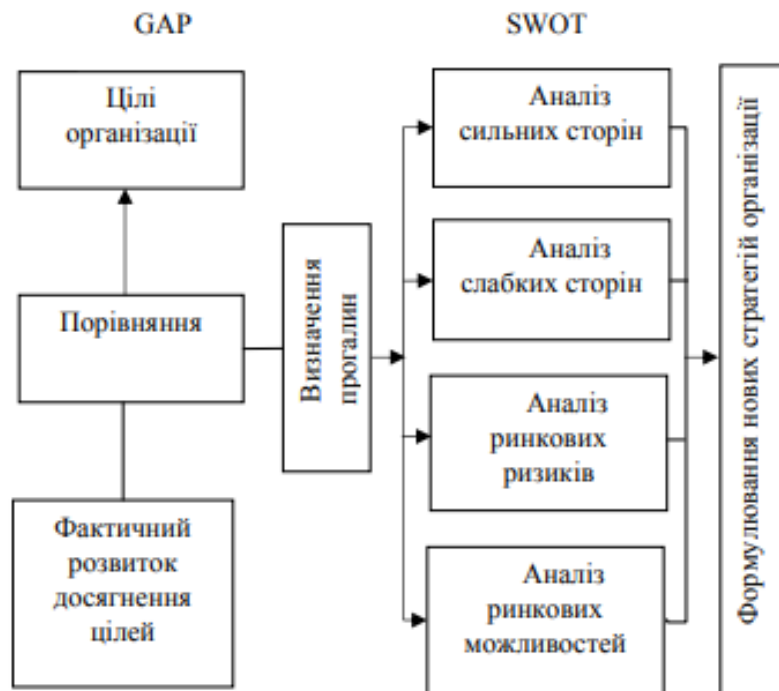 GAP
SWOT
Цілі
організації
Порівняння
Фактичний
розвиток
досягнення
цілей
Визначення
прогалин
Аналіз
сильних сторін
Аналіз
слабких сторін
Аналіз
ринкових
ризиків
Аналіз
ринкових
можливостей
Формулювання нових стратегій організації